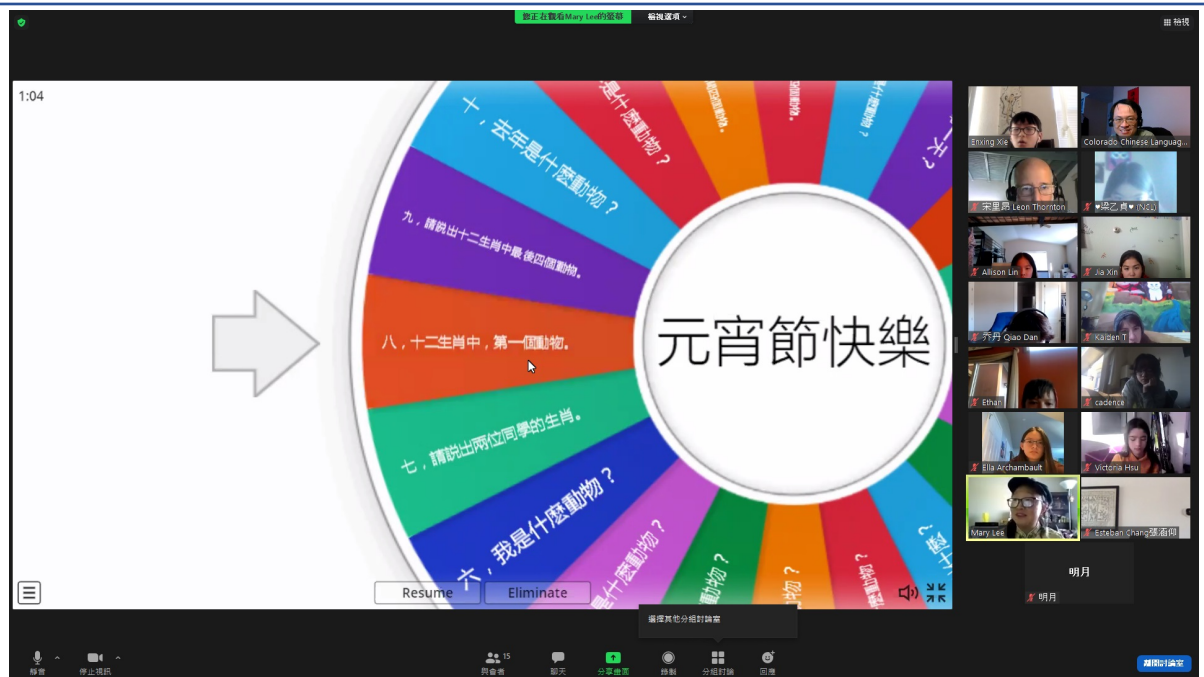 您正在觀看Mary Lee的螢幕
檢視選項
檢視
1:04
十，去年是什麼動物？
九，請說出十二生肖中最後四個動物。
八，十二生肖中，第一個動物。
七，請說出兩位同學的生肖。
六，我是什麼動物？
元宵節快樂
Resume
Eliminate
選擇其他分組討論室
Enxing Xie
Colorado Chinese Languag...
宋里昂 Leon Thornton
♥梁乙貞♥ (NCL)
Allison Lin
Jia Xin
乔丹 Qiao Dan
Kaiden T
Ethan
cadence
Ella Archambault
Victoria Hsu
Mary Lee
Esteban Chang張涵仰
明月
明月
靜音
停止視訊
15
與會者
聊天
分享畫面
錄製
分組討論
回應
離開討論室